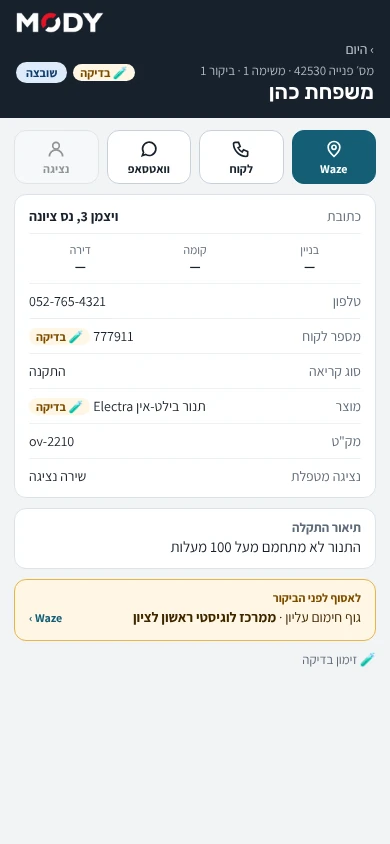 MODY
› היום
מס׳ פנייה 42530 · משימה 1 · ביקור 1
🧪 בדיקה
שובצה
משפחת כהן
Waze
לקוח
וואטסאפ
נציגה
כתובת ויצמן 3, נס ציונה
בניין קומה דירה
— — —
טלפון 052-765-4321
מספר לקוח 777911 🧪 בדיקה
סוג קריאה התקנה
מוצר תנור בילט-אין Electra 🧪 בדיקה
מק"ט ov-2210
נציגה מטפלת שירה נציגה
תיאור התקלה
התנור לא מתחמם מעל 100 מעלות
לאסוף לפני הביקור
גוף חימום עליון · ממרכז לוגיסטי ראשון לציון Waze ›
🧪 זימון בדיקה